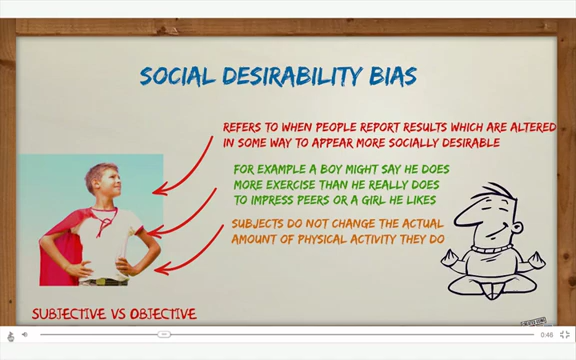 SOCIAL DESIRABILITY BIAS
REFERS TO WHEN PEOPLE REPORT RESULTS WHICH ARE ALTERED
IN SOME WAY TO APPEAR MORE SOCIALLY DESIRABLE
FOR EXAMPLE A BOY MIGHT SAY HE DOES
MORE EXERCISE THAN HE REALLY DOES
TO IMPRESS PEERS OR A GIRL HE LIKES
SUBJECTS DO NOT CHANGE THE ACTUAL
AMOUNT OF PHYSICAL ACTIVITY THEY DO
SUBJECTIVE VS OBJECTIVE
0:46